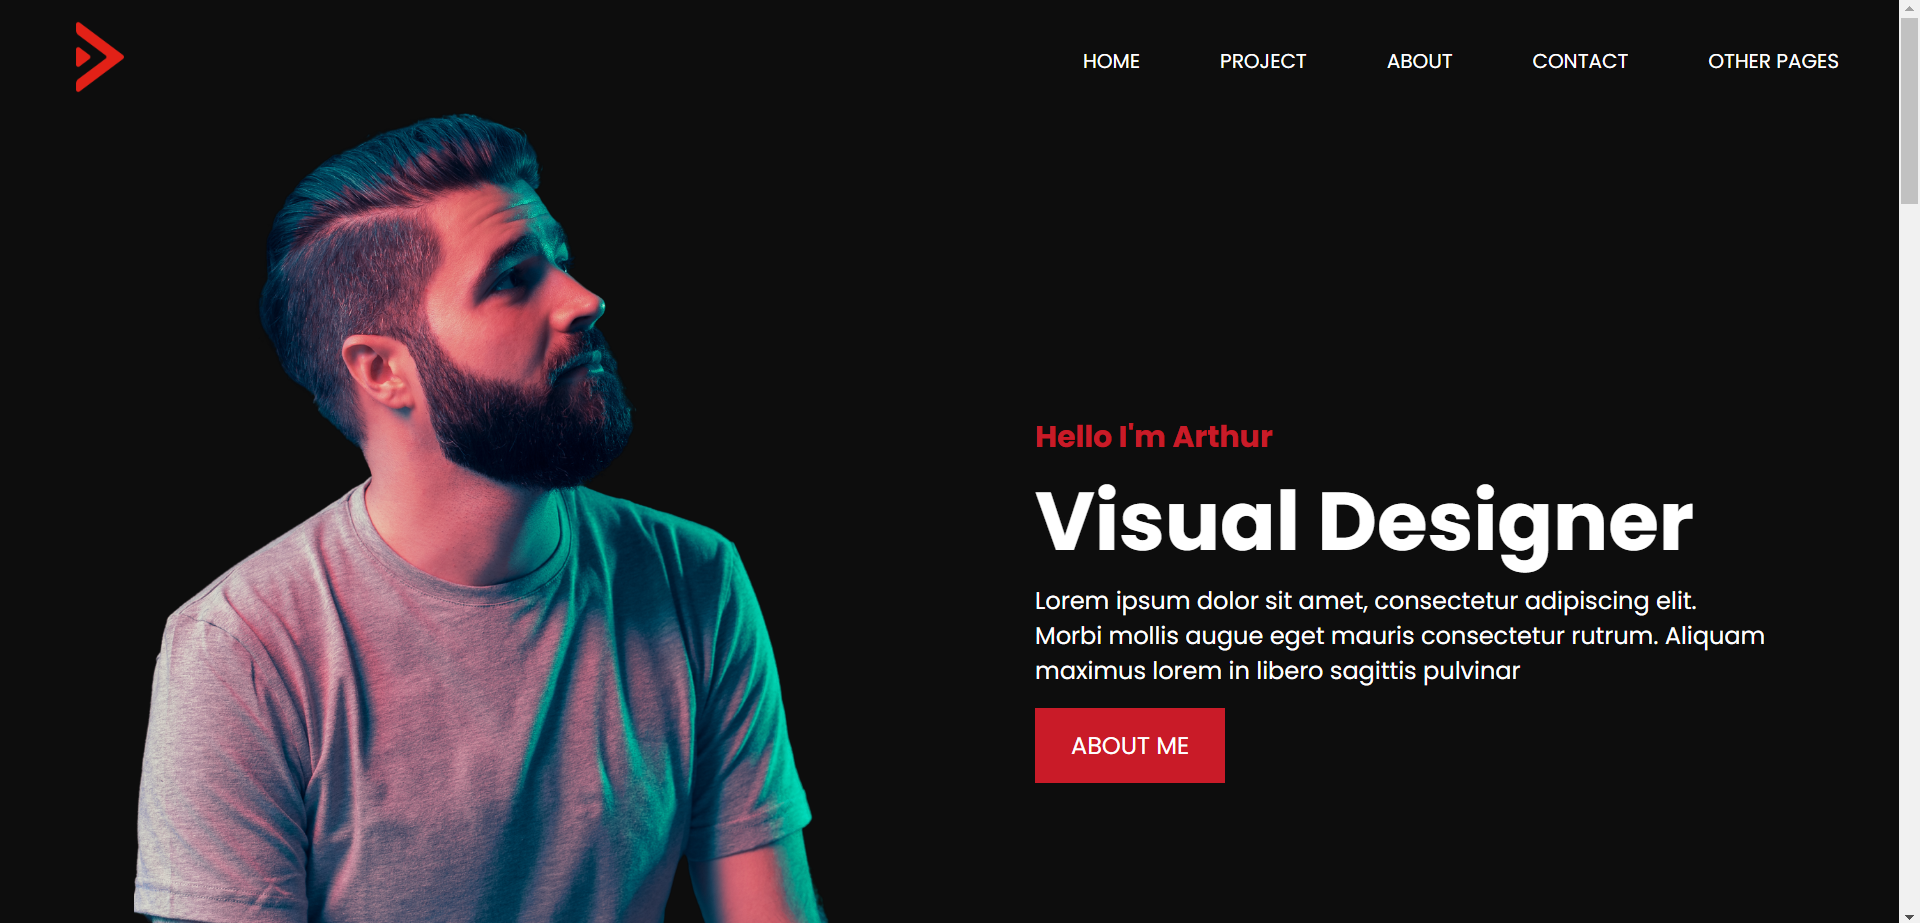 HOME PROJECT ABOUT CONTACT OTHER PAGES
Hello I'm Arthur
Visual Designer
Lorem ipsum dolor sit amet, consectetur adipiscing elit.
Morbi mollis augue eget mauris consectetur rutrum. Aliquam
maximus lorem in libero sagittis pulvinar
ABOUT ME